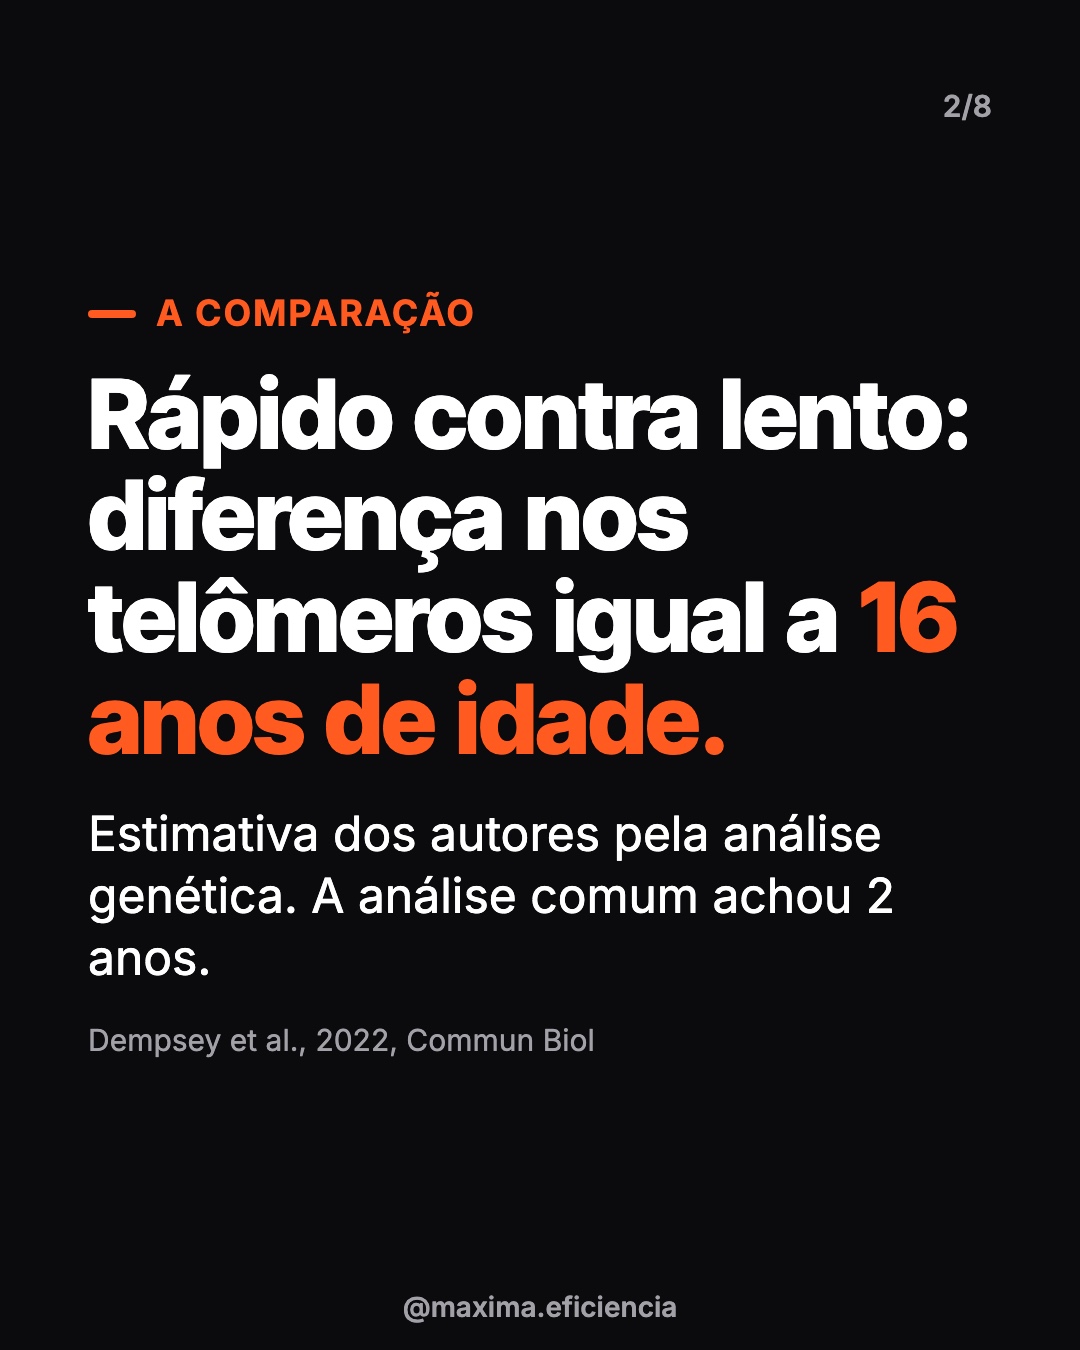 2/8
A COMPARAÇÃO
Rápido contra lento:
diferença nos
telômeros igual a 16
anos de idade.
Estimativa dos autores pela análise
genética. A análise comum achou 2
anos.
Dempsey et al., 2022, Commun Biol
@maxima.eficiencia